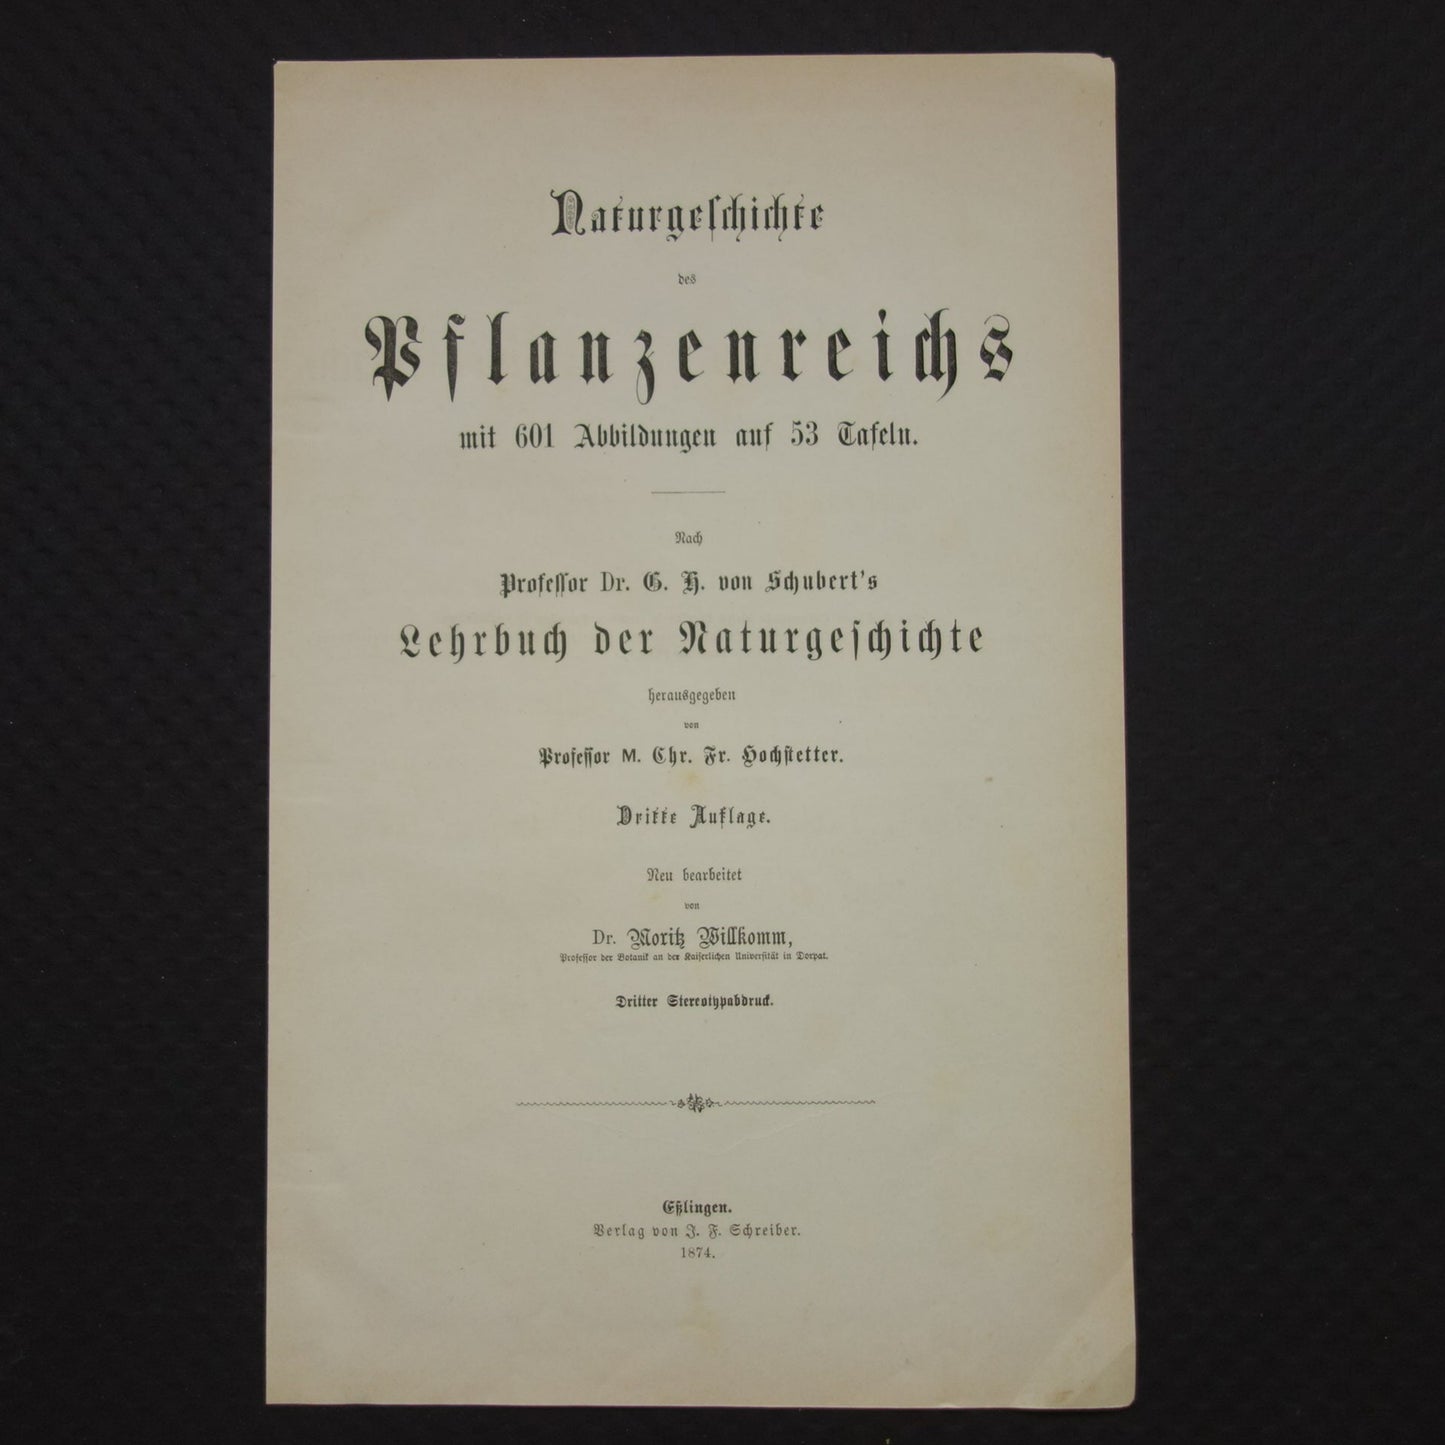 Naturgeschichte
des
Pflanzenreichs
mit 601 Abbildungen auf 53 Tafeln.
Nach
Professor Dr. G. H. von Schubert's
Lehrbuch der Naturgeschichte
herausgegeben
von
Professor M. Chr. Fr. Hochstetter.
Dritte Auflage.
Neu bearbeitet
von
Dr. Moritz Willkomm,
Professor der Botanik an der Kaiserlichen Universität in Dorpat.
Dritter Stereotypabdruck.
Eßlingen.
Verlag von J. F. Schreiber.
1874.